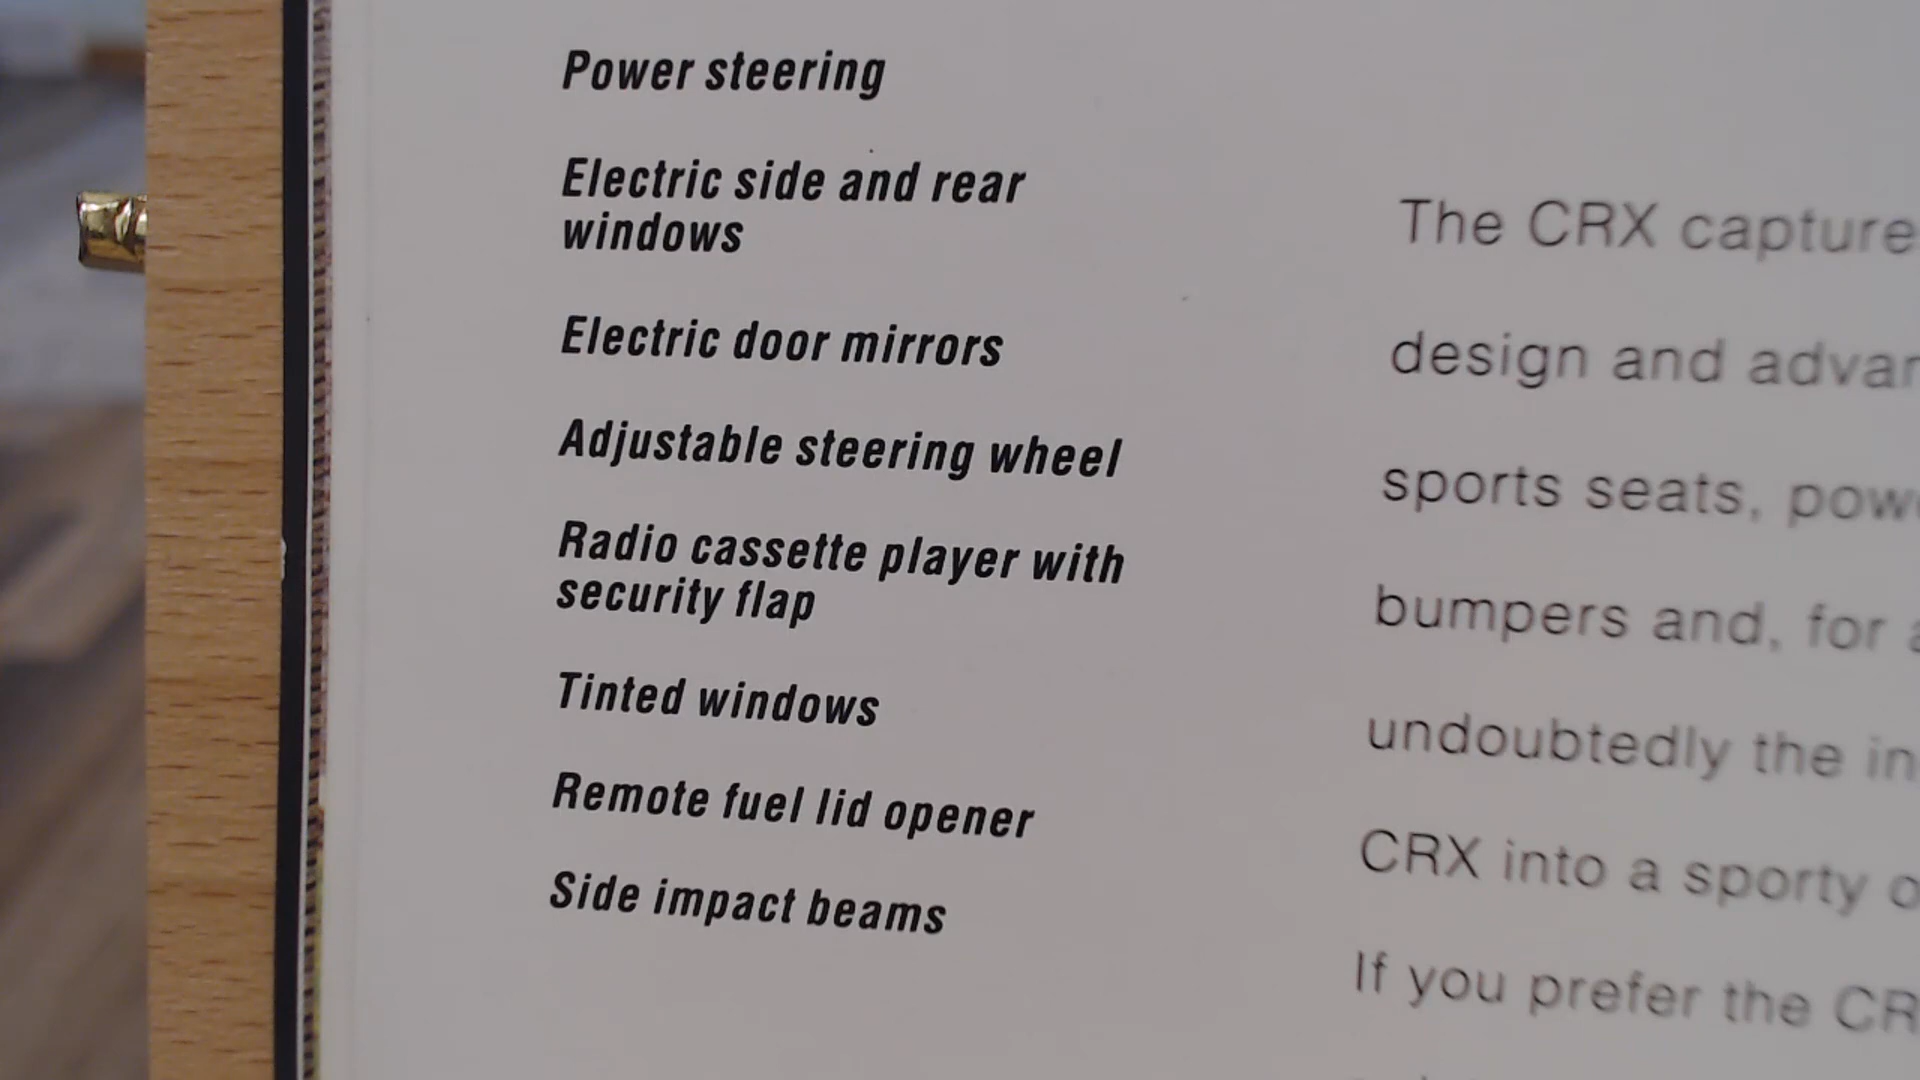 Power steering
Electric side and rear
windows
Electric door mirrors
Adjustable steering wheel
Radio cassette player with
security flap
Tinted windows
Remote fuel lid opener
Side impact beams
The CRX capture
design and advan
sports seats, powe
bumpers and, for a
undoubtedly the in
CRX into a sporty o
If you prefer the CR